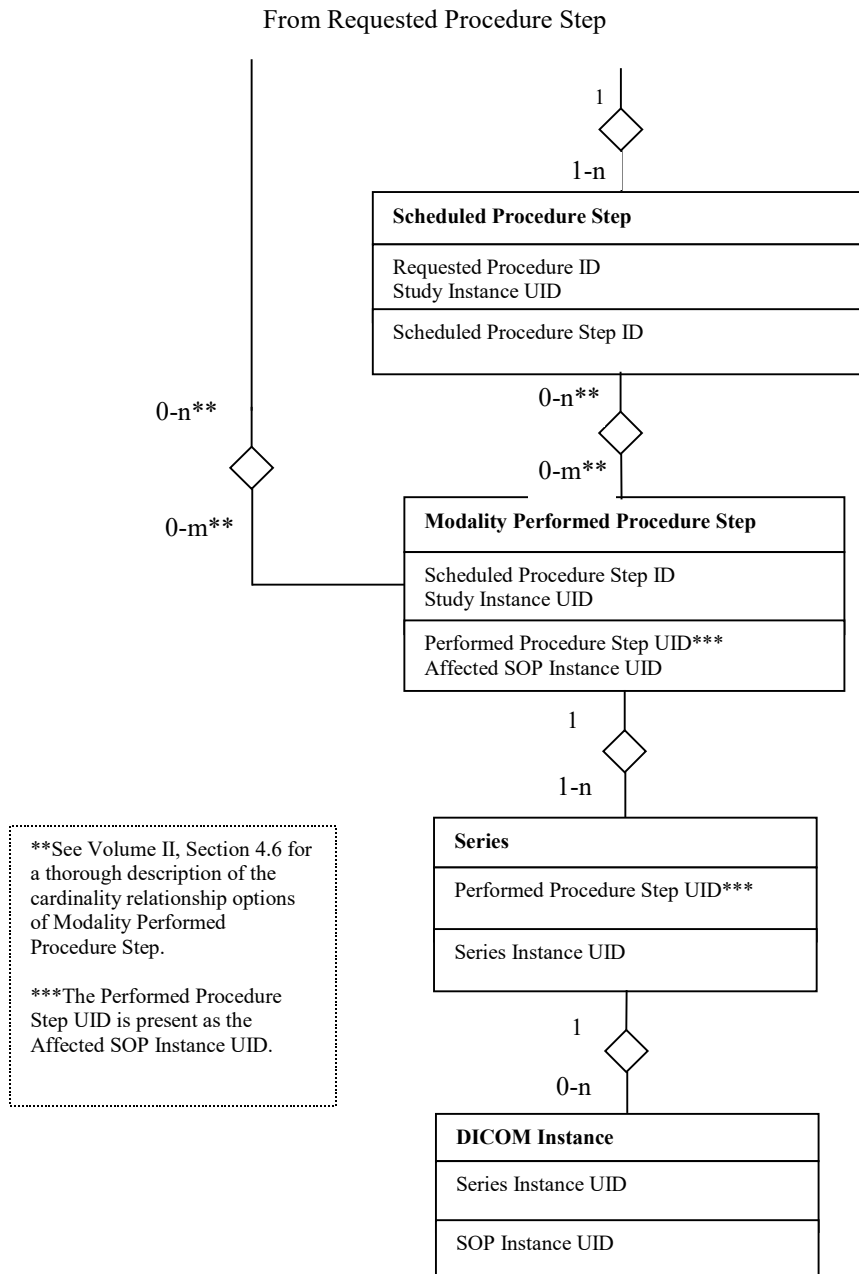 From Requested Procedure Step
1
1-n
Scheduled Procedure Step
Requested Procedure ID
Study Instance UID
Scheduled Procedure Step ID
0-n**
0-n**
0-m**
0-m**
Modality Performed Procedure Step
Scheduled Procedure Step ID
Study Instance UID
Performed Procedure Step UID***
Affected SOP Instance UID
1
1-n
Series
Performed Procedure Step UID***
Series Instance UID
**See Volume II, Section 4.6 for
a thorough description of the
cardinality relationship options
of Modality Performed
Procedure Step.
***The Performed Procedure
Step UID is present as the
Affected SOP Instance UID.
1
0-n
DICOM Instance
Series Instance UID
SOP Instance UID